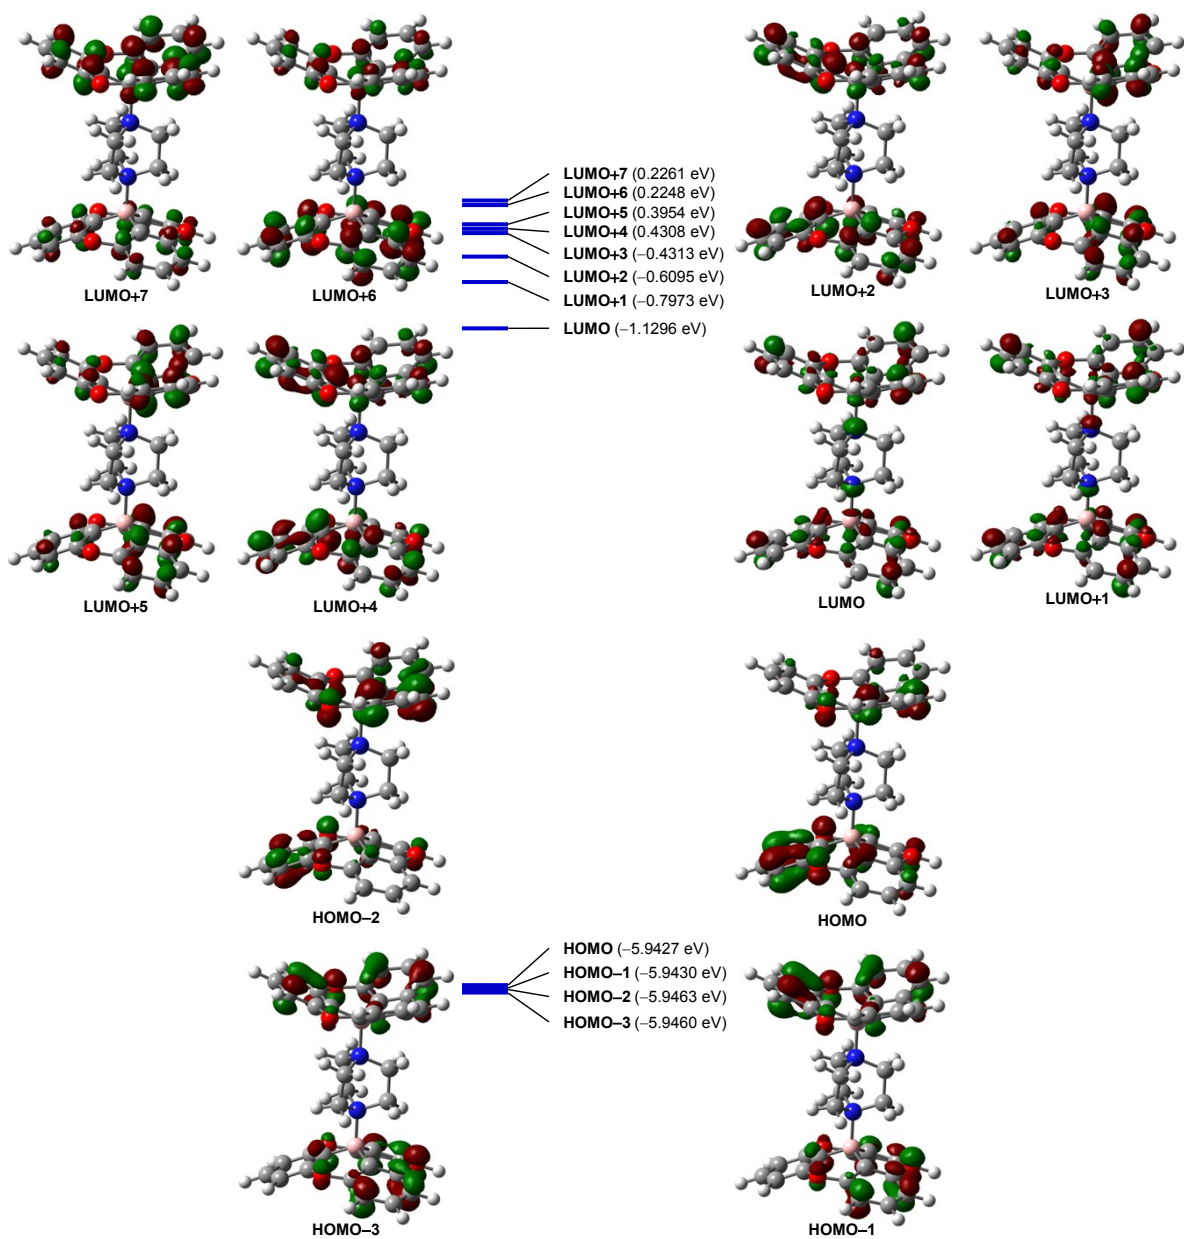 LUMO+7 (0.2261 eV)
LUMO+6 (0.2248 eV)
LUMO+5 (0.3954 eV)
LUMO+4 (0.4308 eV)
LUMO+3 (−0.4313 eV)
LUMO+2 (−0.6095 eV)
LUMO+1 (−0.7973 eV)
LUMO (−1.1296 eV)
LUMO+7
LUMO+6
LUMO+2
LUMO+3
LUMO+5
LUMO+4
LUMO
LUMO+1
HOMO−2
HOMO
HOMO (−5.9427 eV)
HOMO−1 (−5.9430 eV)
HOMO−2 (−5.9463 eV)
HOMO−3 (−5.9460 eV)
HOMO−3
HOMO−1